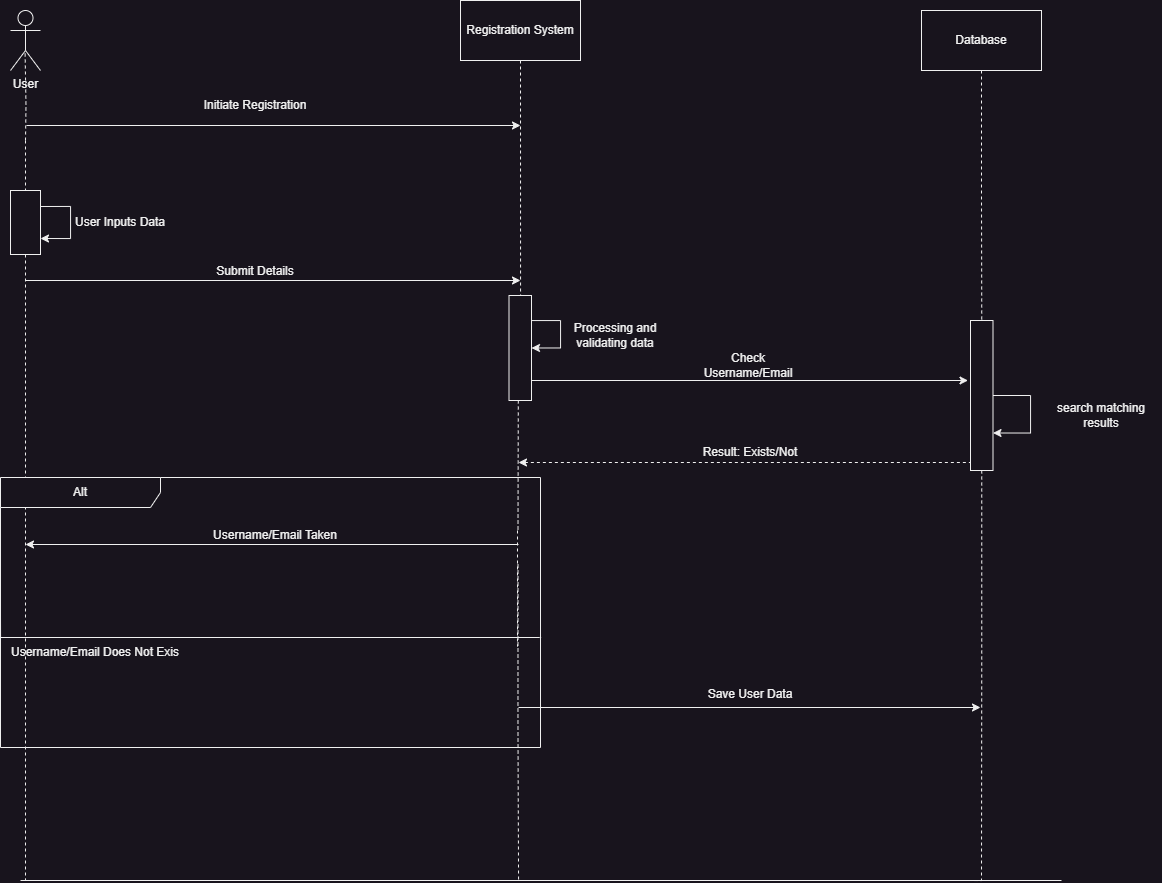 Registration System
Database
User
Initiate Registration
User Inputs Data
Submit Details
Processing and
validating data
Check
Username/Email
search matching
results
Result: Exists/Not
Alt
Username/Email Taken
Username/Email Does Not Exis
Save User Data